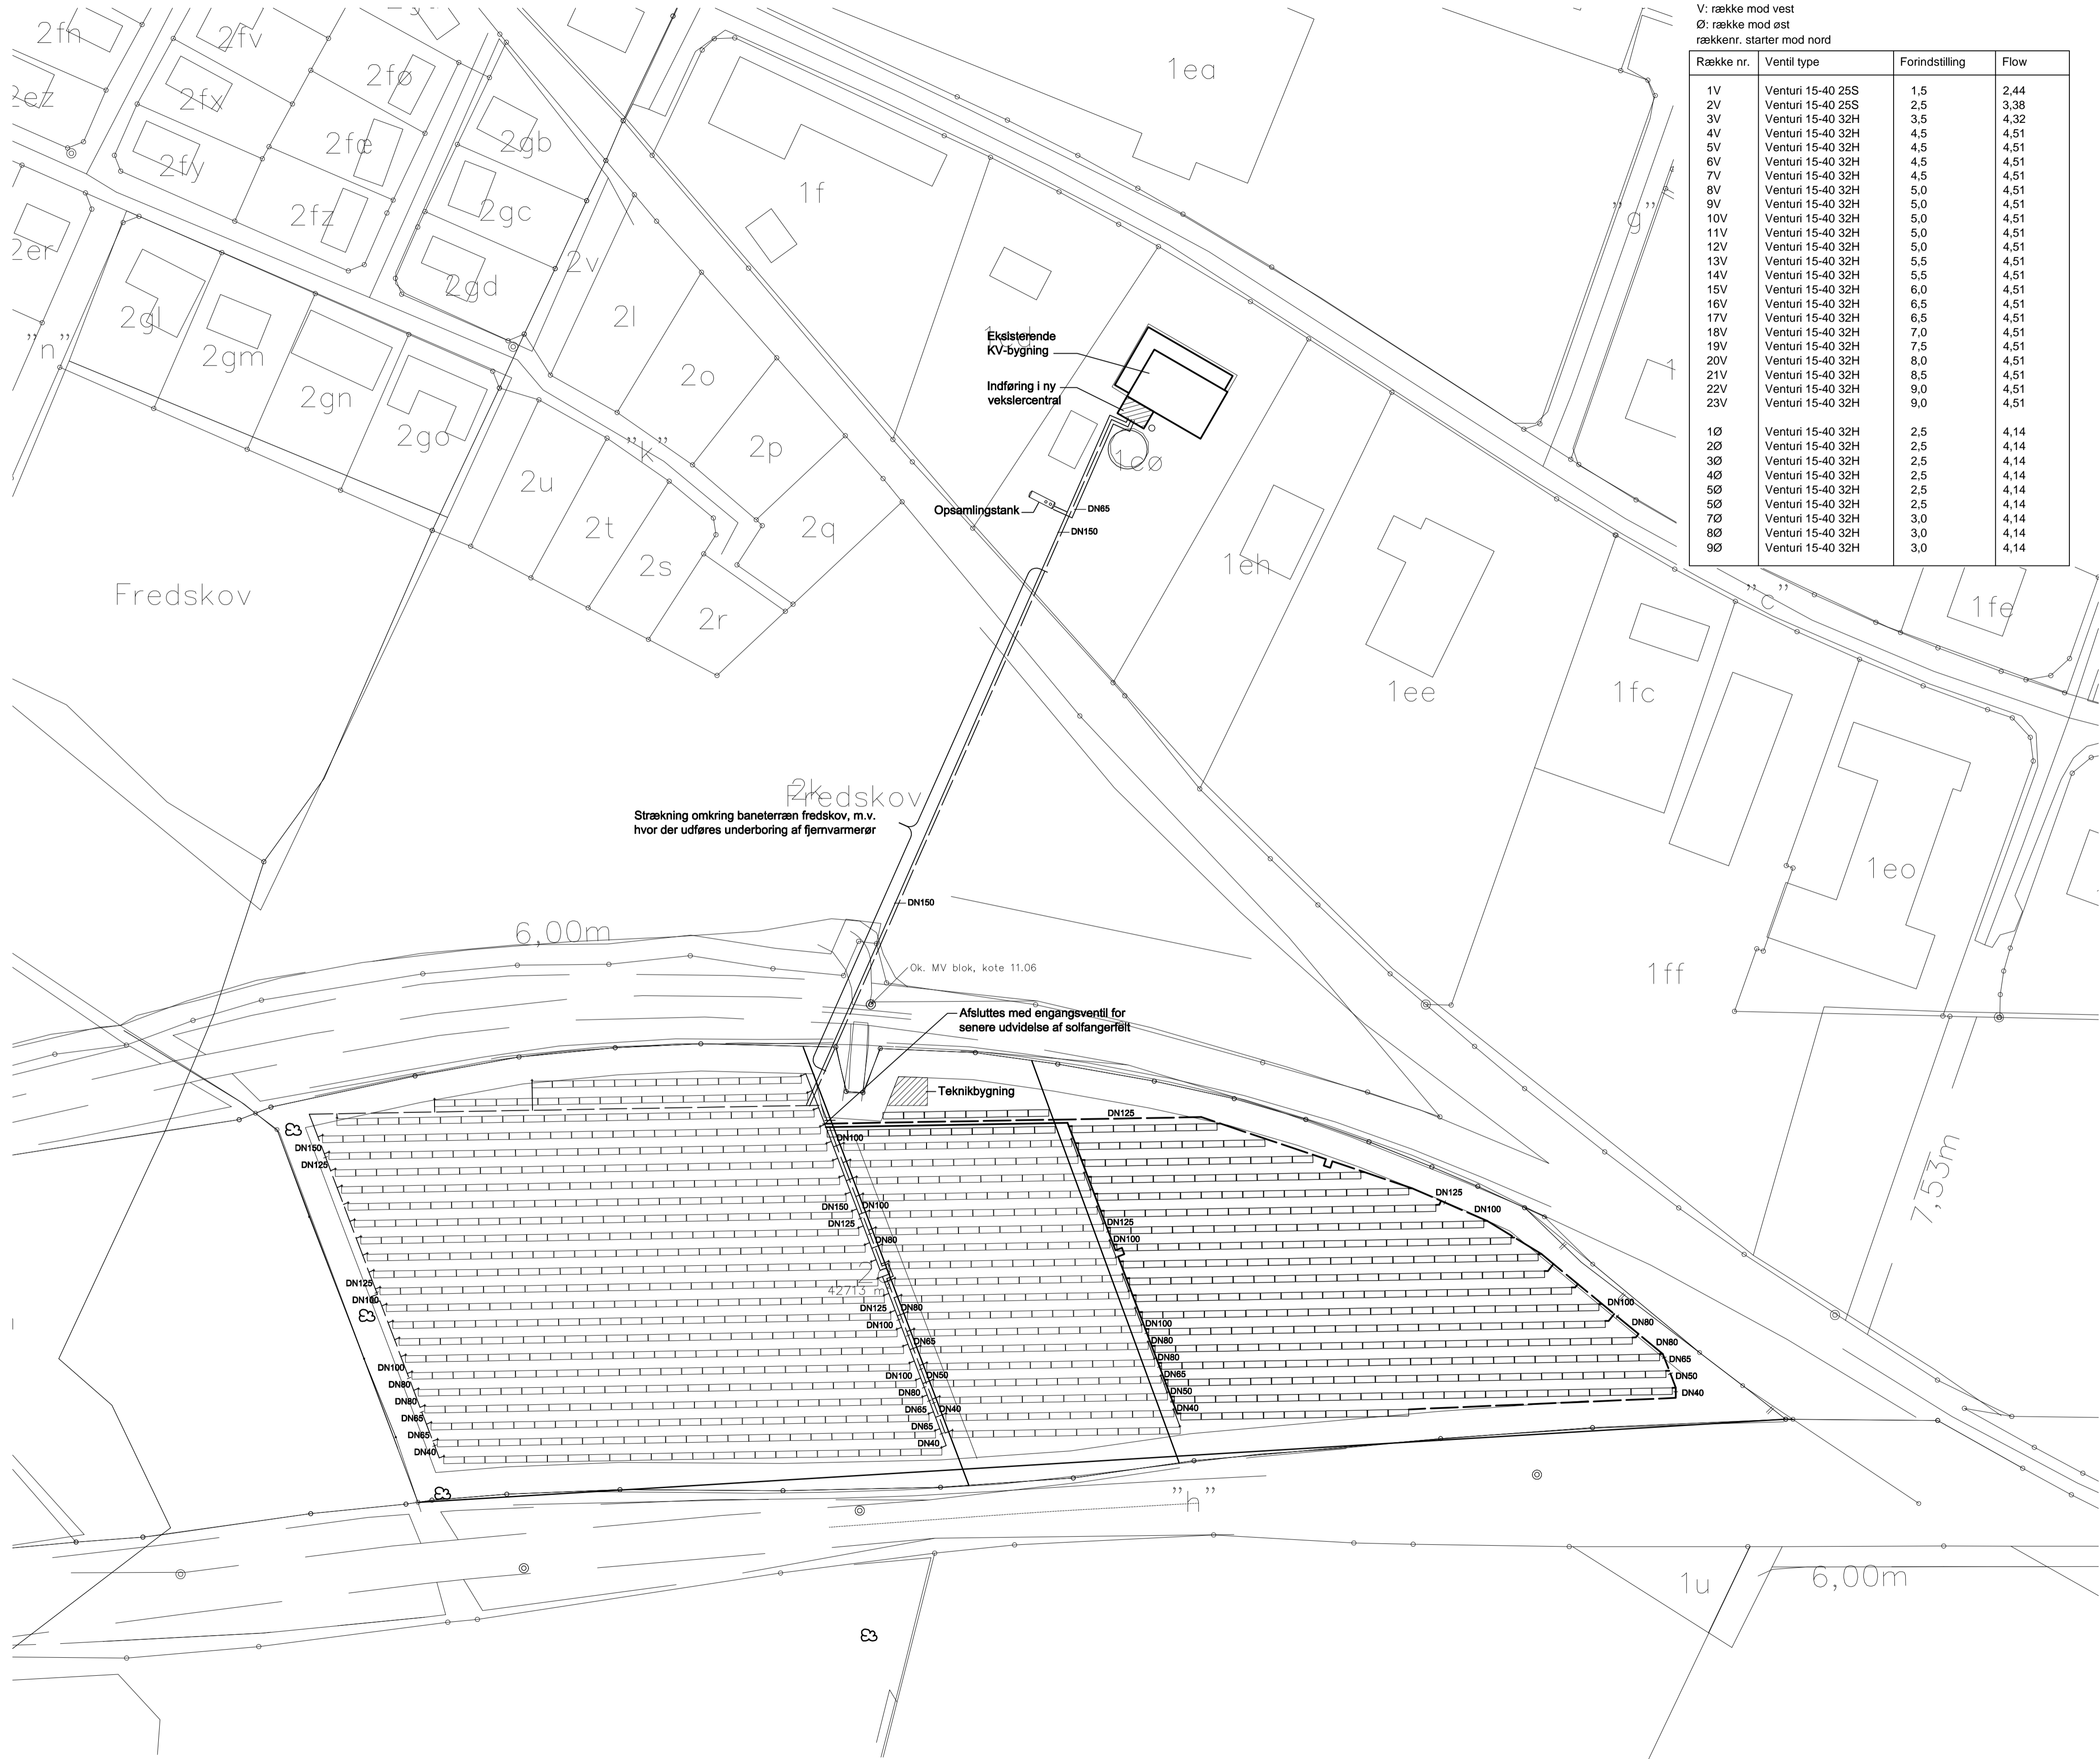 V: række mod vest
Ø: række mod øst
rækkenr. starter mod nord
Række nr. Ventil type Forindstilling Flow
1V Venturi 15-40 25S 1,5 2,44
2V Venturi 15-40 25S 2,5 3,38
3V Venturi 15-40 32H 3,5 4,32
4V Venturi 15-40 32H 4,5 4,51
5V Venturi 15-40 32H 4,5 4,51
6V Venturi 15-40 32H 4,5 4,51
7V Venturi 15-40 32H 4,5 4,51
8V Venturi 15-40 32H 5,0 4,51
9V Venturi 15-40 32H 5,0 4,51
10V Venturi 15-40 32H 5,0 4,51
11V Venturi 15-40 32H 5,0 4,51
12V Venturi 15-40 32H 5,0 4,51
13V Venturi 15-40 32H 5,5 4,51
14V Venturi 15-40 32H 5,5 4,51
15V Venturi 15-40 32H 6,0 4,51
16V Venturi 15-40 32H 6,5 4,51
17V Venturi 15-40 32H 6,5 4,51
18V Venturi 15-40 32H 7,0 4,51
19V Venturi 15-40 32H 7,5 4,51
20V Venturi 15-40 32H 8,0 4,51
21V Venturi 15-40 32H 8,5 4,51
22V Venturi 15-40 32H 9,0 4,51
23V Venturi 15-40 32H 9,0 4,51
1Ø Venturi 15-40 32H 2,5 4,14
2Ø Venturi 15-40 32H 2,5 4,14
3Ø Venturi 15-40 32H 2,5 4,14
4Ø Venturi 15-40 32H 2,5 4,14
5Ø Venturi 15-40 32H 2,5 4,14
5Ø Venturi 15-40 32H 2,5 4,14
7Ø Venturi 15-40 32H 3,0 4,14
8Ø Venturi 15-40 32H 3,0 4,14
9Ø Venturi 15-40 32H 3,0 4,14
2fh
2fv
2fø
2ez
2fx
2fæ
2gb
2fy
2fz
2gc
2er
2gd
2v
2gl
"n"
2gm
2gn
2go
2l
2o
2p
"k"
2u
2t
2s
2q
2r
1ea
1f
"g"
Eksisterende
KV-bygning
Indføring i ny
vekslercentral
1eø
Opsamlingstank
DN65
DN150
1eh
1ee
1fc
"c"
1fe
1eo
1ff
Fredskov
2k
Fredskov
Strækning omkring baneterræn fredskov, m.v.
hvor der udføres underboring af fjernvarmerør
DN150
6,00m
Ok. MV blok, kote 11.06
Afsluttes med engangsventil for
senere udvidelse af solfangerfelt
Teknikbygning
7,53m
DN125
DN100
DN150
DN125
DN125
DN150
DN100
DN100
DN125
DN125
DN80
DN100
DN125
DN100
42713 m
DN125
DN80
DN100
DN100
DN80
DN100
DN65
DN80
DN80
DN80
DN65
DN100
DN100
DN50
DN65
DN50
DN80
DN80
DN50
DN40
DN80
DN65
DN40
DN40
DN65
DN65
DN65
DN40
DN40
"h"
1u
6,00m